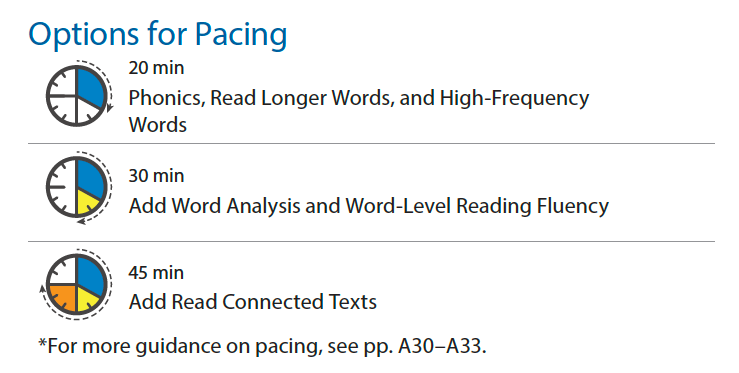 Options for Pacing
20 min
Phonics, Read Longer Words, and High-Frequency
Words
30 min
Add Word Analysis and Word-Level Reading Fluency
45 min
Add Read Connected Texts
*For more guidance on pacing, see pp. A30–A33.